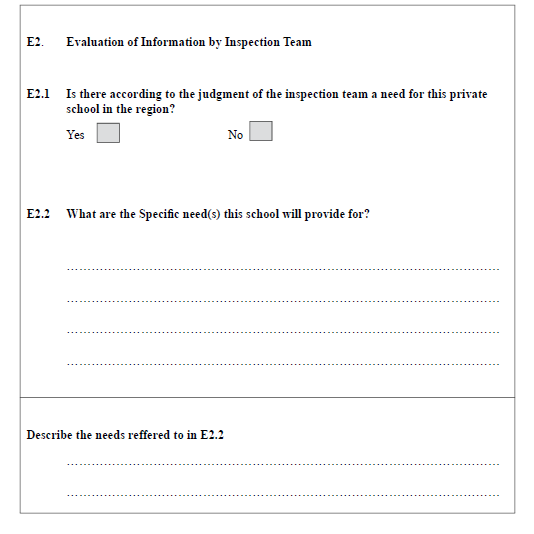 E2. Evaluation of Information by Inspection Team
E2.1 Is there according to the judgment of the inspection team a need for this private
school in the region?
Yes No
E2.2 What are the Specific need(s) this school will provide for?
Describe the needs reffered to in E2.2